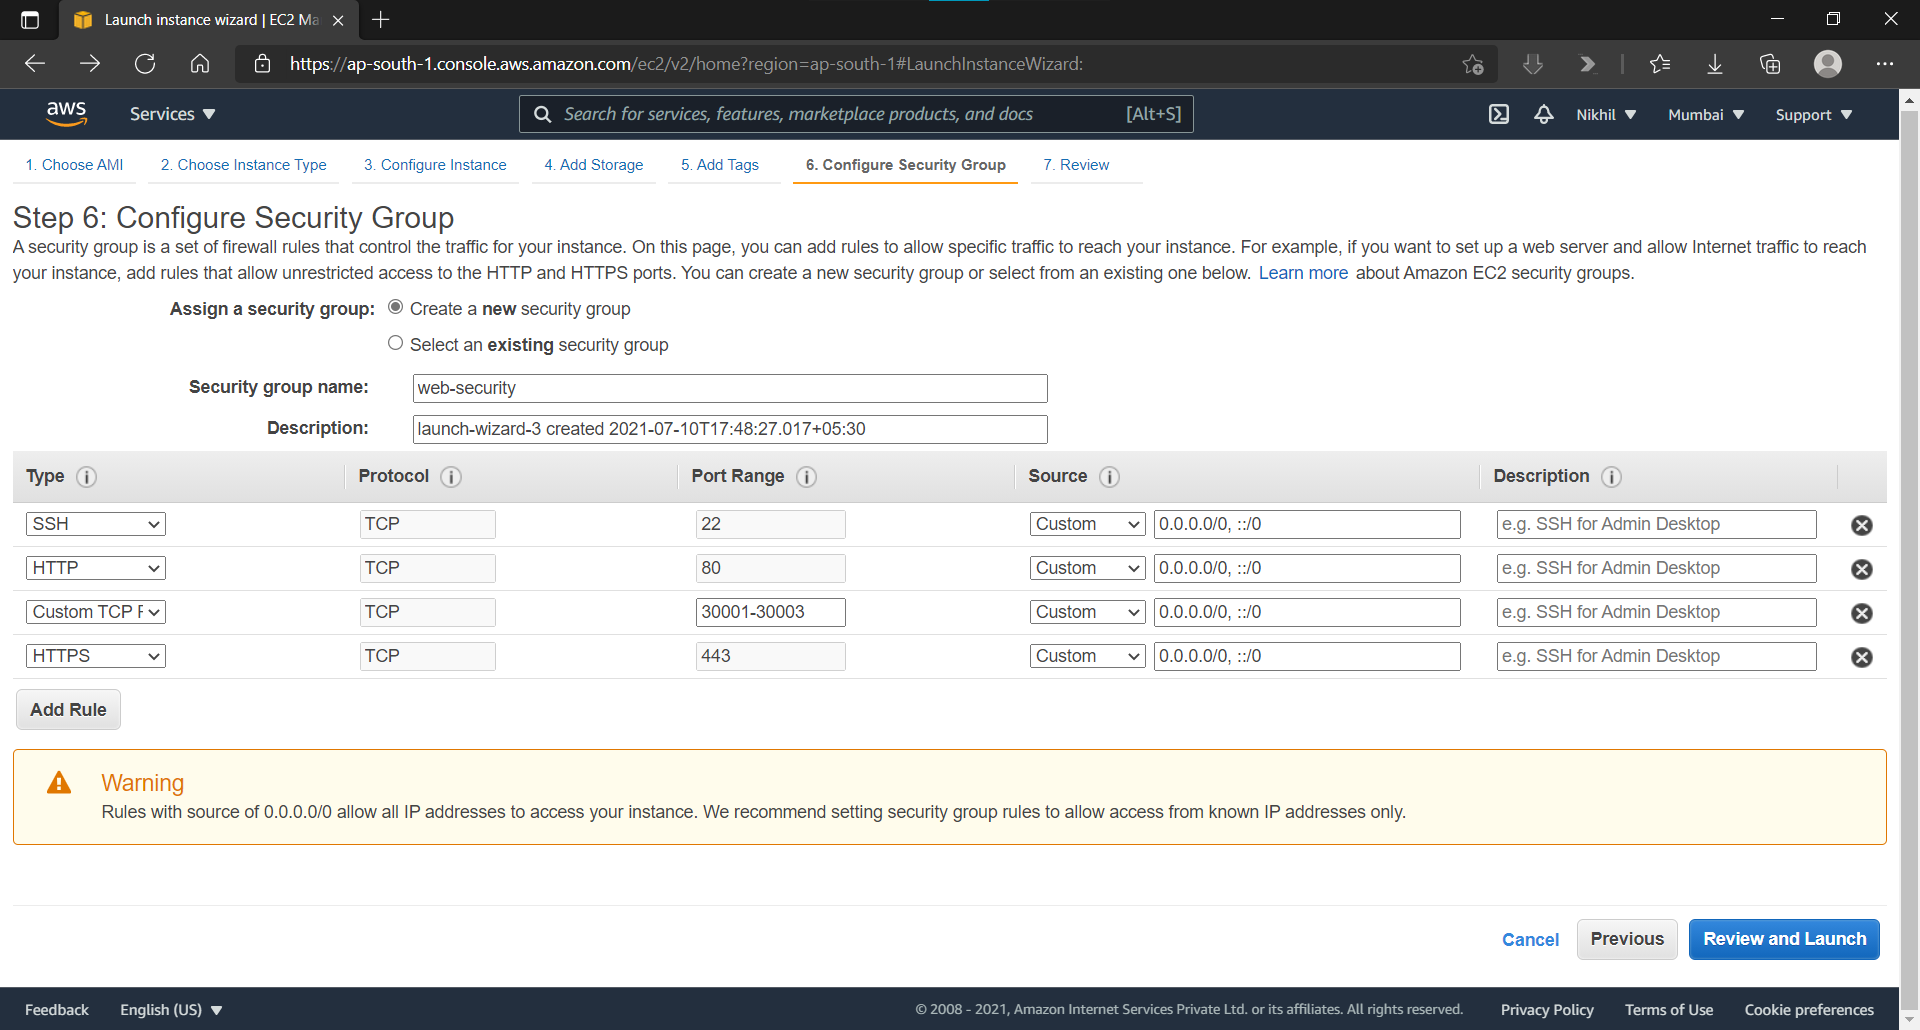 Launch instance wizard | EC2 Ma
https://ap-south-1.console.aws.amazon.com/ec2/v2/home?region=ap-south-1#LaunchInstanceWizard:
aws Services Search for services, features, marketplace products, and docs [Alt+S] Nikhil Mumbai Support
1. Choose AMI 2. Choose Instance Type 3. Configure Instance 4. Add Storage 5. Add Tags 6. Configure Security Group 7. Review
Step 6: Configure Security Group
A security group is a set of firewall rules that control the traffic for your instance. On this page, you can add rules to allow specific traffic to reach your instance. For example, if you want to set up a web server and allow Internet traffic to reach
your instance, add rules that allow unrestricted access to the HTTP and HTTPS ports. You can create a new security group or select from an existing one below. Learn more about Amazon EC2 security groups.
Assign a security group: Create a new security group
Select an existing security group
Security group name: web-security
Description: launch-wizard-3 created 2021-07-10T17:48:27.017+05:30
Type Protocol Port Range Source Description
SSH TCP 22 Custom 0.0.0.0/0, ::/0 e.g. SSH for Admin Desktop
HTTP TCP 80 Custom 0.0.0.0/0, ::/0 e.g. SSH for Admin Desktop
Custom TCP F TCP 30001-30003 Custom 0.0.0.0/0, ::/0 e.g. SSH for Admin Desktop
HTTPS TCP 443 Custom 0.0.0.0/0, ::/0 e.g. SSH for Admin Desktop
Add Rule
Warning
Rules with source of 0.0.0.0/0 allow all IP addresses to access your instance. We recommend setting security group rules to allow access from known IP addresses only.
Cancel Previous Review and Launch
Feedback English (US) © 2008 - 2021, Amazon Internet Services Private Ltd. or its affiliates. All rights reserved. Privacy Policy Terms of Use Cookie preferences